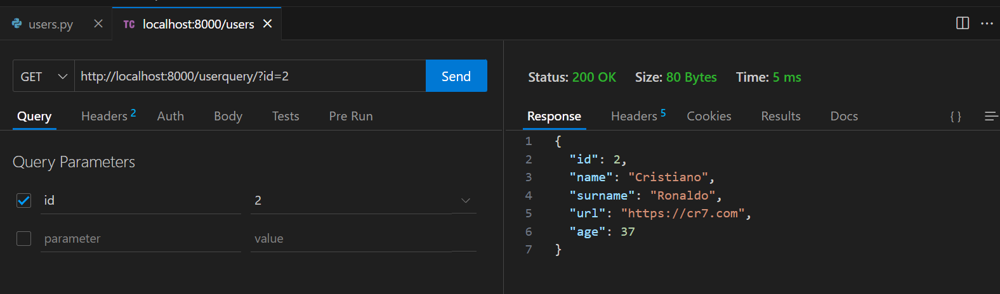 users.py
TC localhost:8000/users
GET http://localhost:8000/userquery/?id=2 Send
Query Headers 2 Auth Body Tests Pre Run
Query Parameters
id 2
parameter value
Status: 200 OK Size: 80 Bytes Time: 5 ms
Response Headers 5 Cookies Results Docs { }
1 {
2 "id": 2,
3 "name": "Cristiano",
4 "surname": "Ronaldo",
5 "url": "https://cr7.com",
6 "age": 37
7 }